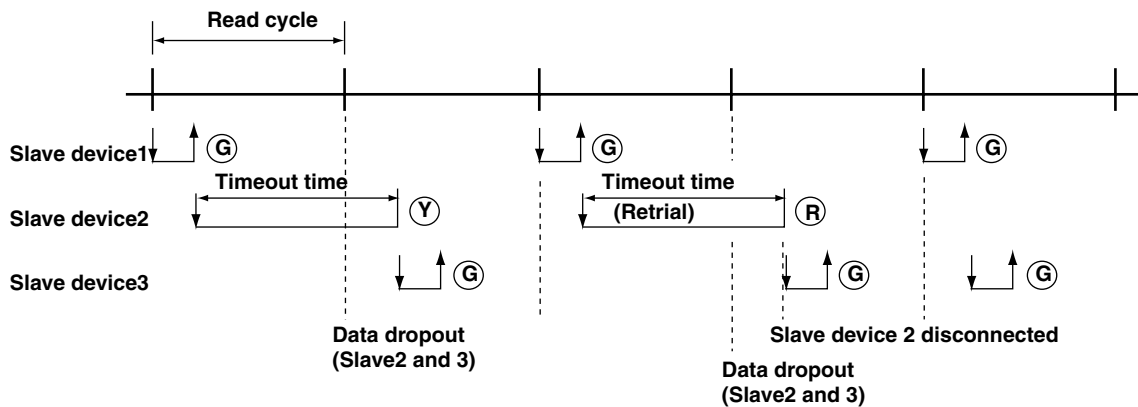 Read cycle
Slave device1
G
G
G
Timeout time
Timeout time
(Retrial)
Slave device2
Y
R
Slave device3
G
G
G
Data dropout
(Slave2 and 3)
Slave device 2 disconnected
Data dropout
(Slave2 and 3)